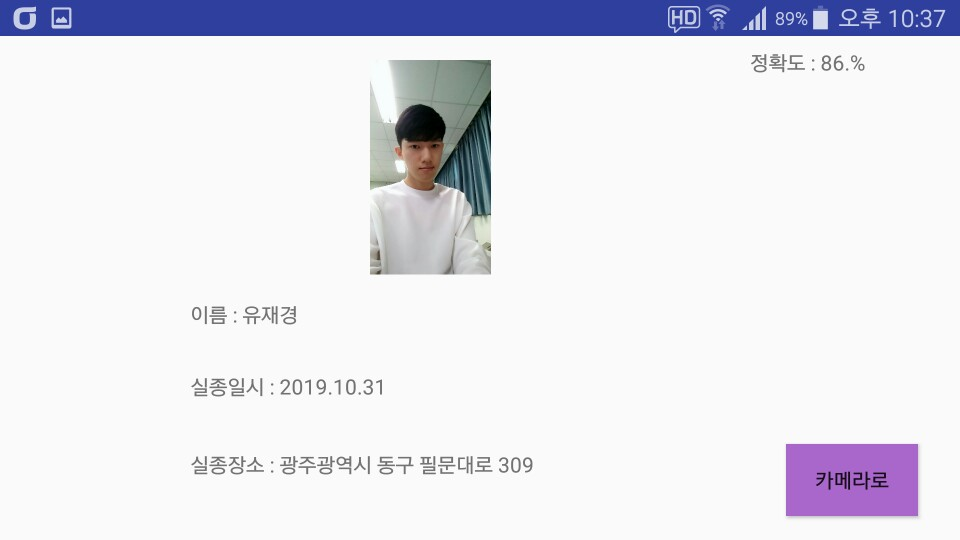 HD 89% 오후 10:37
정확도 : 86.%
이름 : 유재경
실종일시 : 2019.10.31
실종장소 : 광주광역시 동구 필문대로 309
카메라로